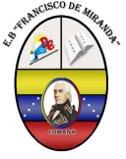 E.B "FRANCISCO DE MIRANDA"
CUMANA